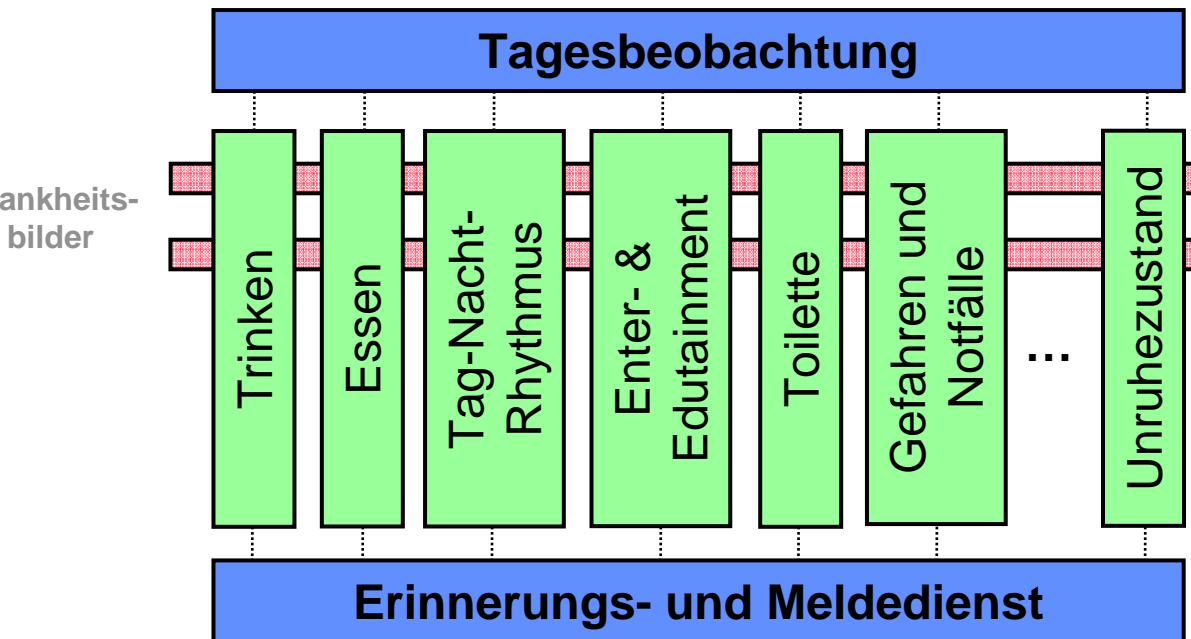 Tagesbeobachtung
ankheits-
bilder
Trinken
Essen
Tag-Nacht-
Rhythmus
Enter- &
Edutainment
Toilette
Gefahren und
Notfälle
...
Unruhezustand
Erinnerungs- und Meldedienst